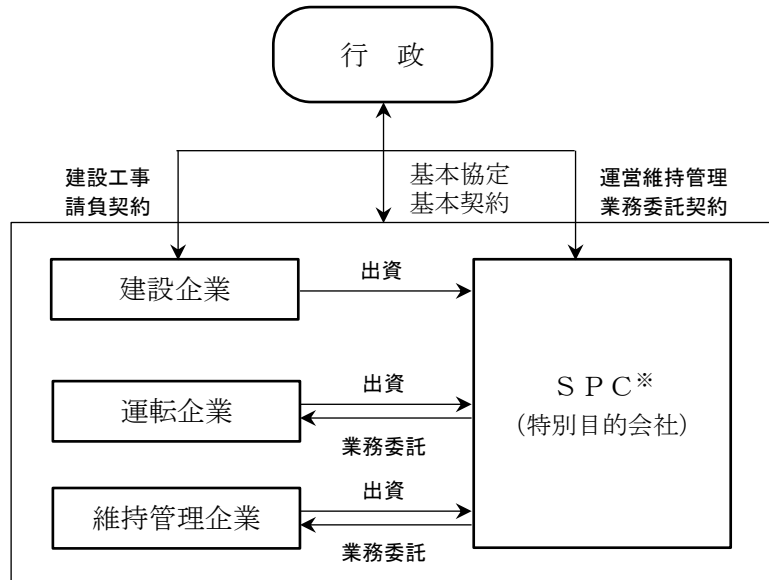 行　政
建設工事
請負契約
基本協定
基本契約
運営維持管理
業務委託契約
建設企業
出資
運転企業
出資
業務委託
ＳＰＣ※
（特別目的会社）
維持管理企業
出資
業務委託